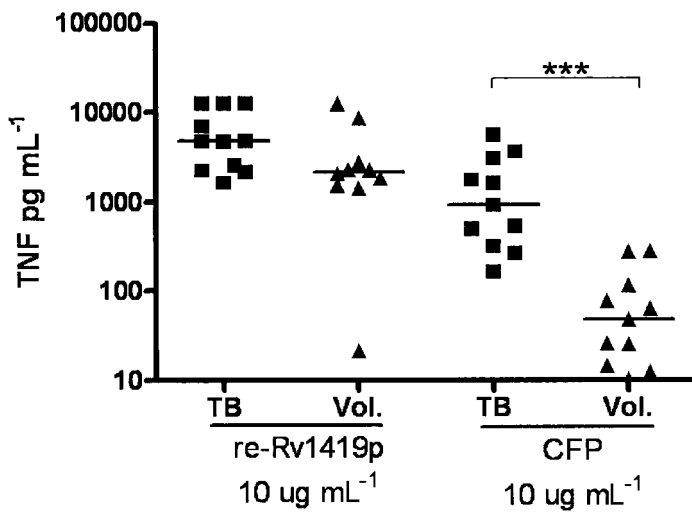 100000
10000
1000
100
10
TNF pg mL⁻¹
***
TB Vol. TB Vol.
re-Rv1419p CFP
10 ug mL⁻¹ 10 ug mL⁻¹